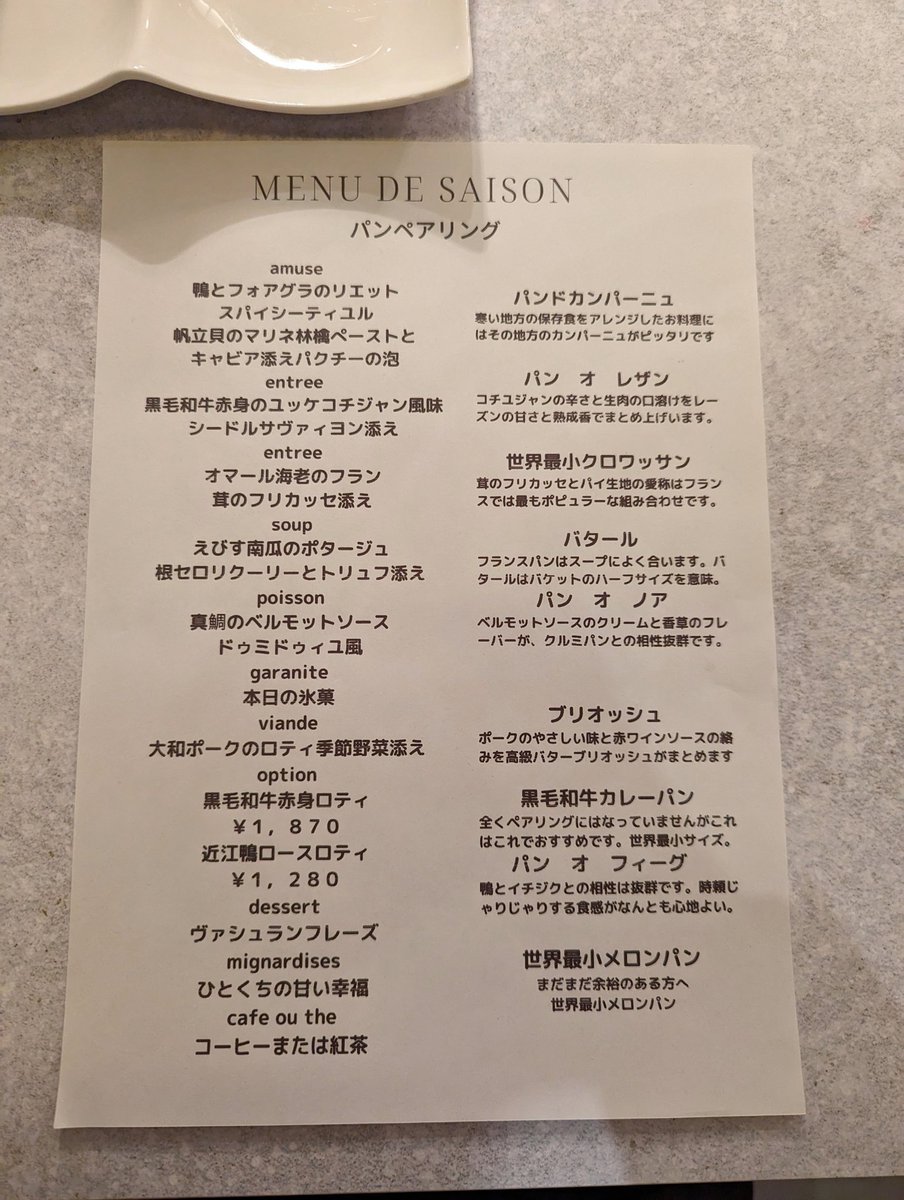 MENU DE SAISON
パンペアリング
amuse
鴨とフォアグラのリエット
スパイシーティユル
帆立貝のマリネ林檎ペーストと
キャビア添えパクチーの泡
entree
黒毛和牛赤身のユッケコチジャン風味
シードルサヴァィヨン添え
entree
オマール海老のフラン
茸のフリカッセ添え
soup
えびす南瓜のポタージュ
根セロリクーリーとトリュフ添え
poisson
真鯛のベルモットソース
ドゥミドゥィユ風
garanite
本日の氷菓
viande
大和ポークのロティ季節野菜添え
option
黒毛和牛赤身ロティ
￥１，８７０
近江鴨ロースロティ
￥１，２８０
dessert
ヴァシュランフレーズ
mignardises
ひとくちの甘い幸福
cafe ou the
コーヒーまたは紅茶
パンドカンパーニュ
寒い地方の保存食をアレンジしたお料理に
はその地方のカンパーニュがピッタリです
パン　オ　レザン
コチュジャンの辛さと生肉の口溶けをレー
ズンの甘さと熟成香でまとめ上げいます。
世界最小クロワッサン
茸のフリカッセとパイ生地の愛称はフラン
スでは最もポピュラーな組み合わせです。
バタール
フランスパンはスープによく合います。バ
タールはバケットのハーフサイズを意味。
パン　オ　ノア
ベルモットソースのクリームと香草のフレ
ーバーが、クルミパンとの相性抜群です。
ブリオッシュ
ポークのやさしい味と赤ワインソースの絡
みを高級バターブリオッシュがまとめます
黒毛和牛カレーパン
全くペアリングにはなっていませんがこれ
はこれでおすすめです。世界最小サイズ。
パン　オ　フィーグ
鴨とイチジクとの相性は抜群です。時頼じ
ゃりじゃりする食感がなんとも心地よい。
世界最小メロンパン
まだまだ余裕のある方へ
世界最小メロンパン